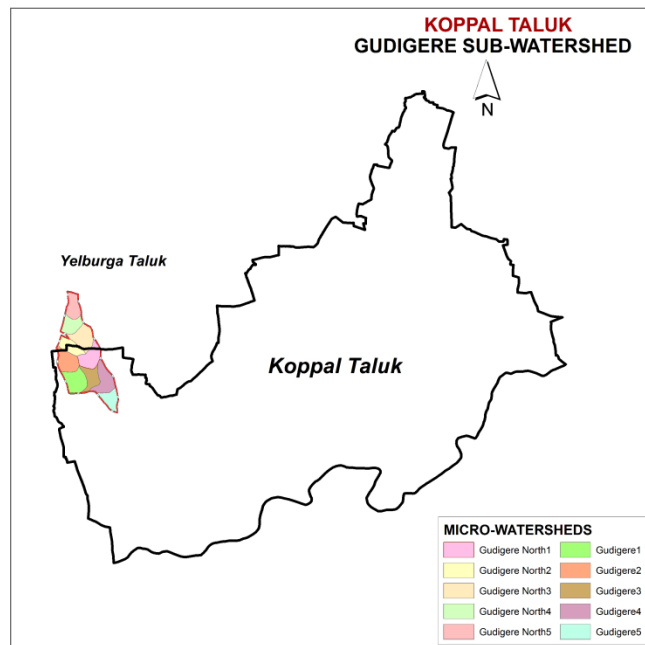 KOPPAL TALUK
GUDIGERE SUB-WATERSHED
N
Yelburga Taluk
Koppal Taluk
MICRO-WATERSHEDS
Gudigere North1
Gudigere1
Gudigere North2
Gudigere2
Gudigere North3
Gudigere3
Gudigere North4
Gudigere4
Gudigere North5
Gudigere5